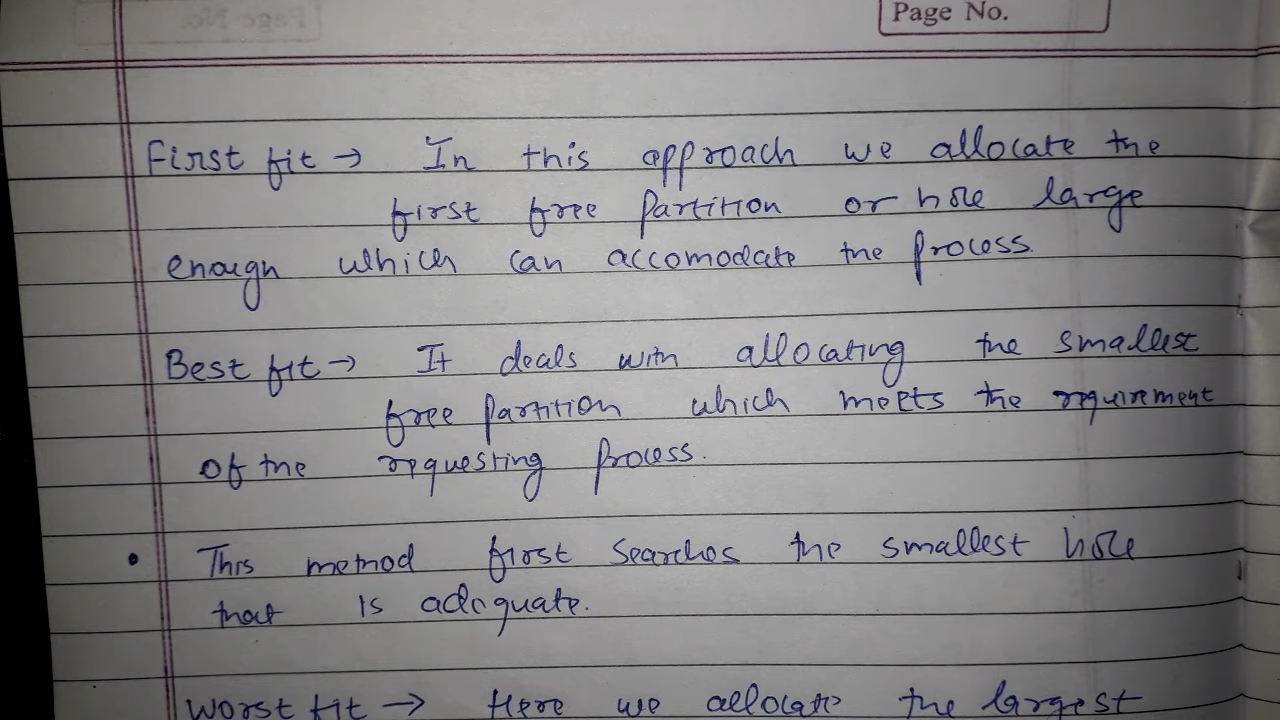 Page No.
First fit → In this approach we allocate the
first free partition or hole large
enough which can accomodate the process.
Best fit → It deals with allocating the smallest
free partition which meets the requirement
of the requesting process.
• This method first searches the smallest hole
that is adequate.
Worst fit → Here we allocate the largest